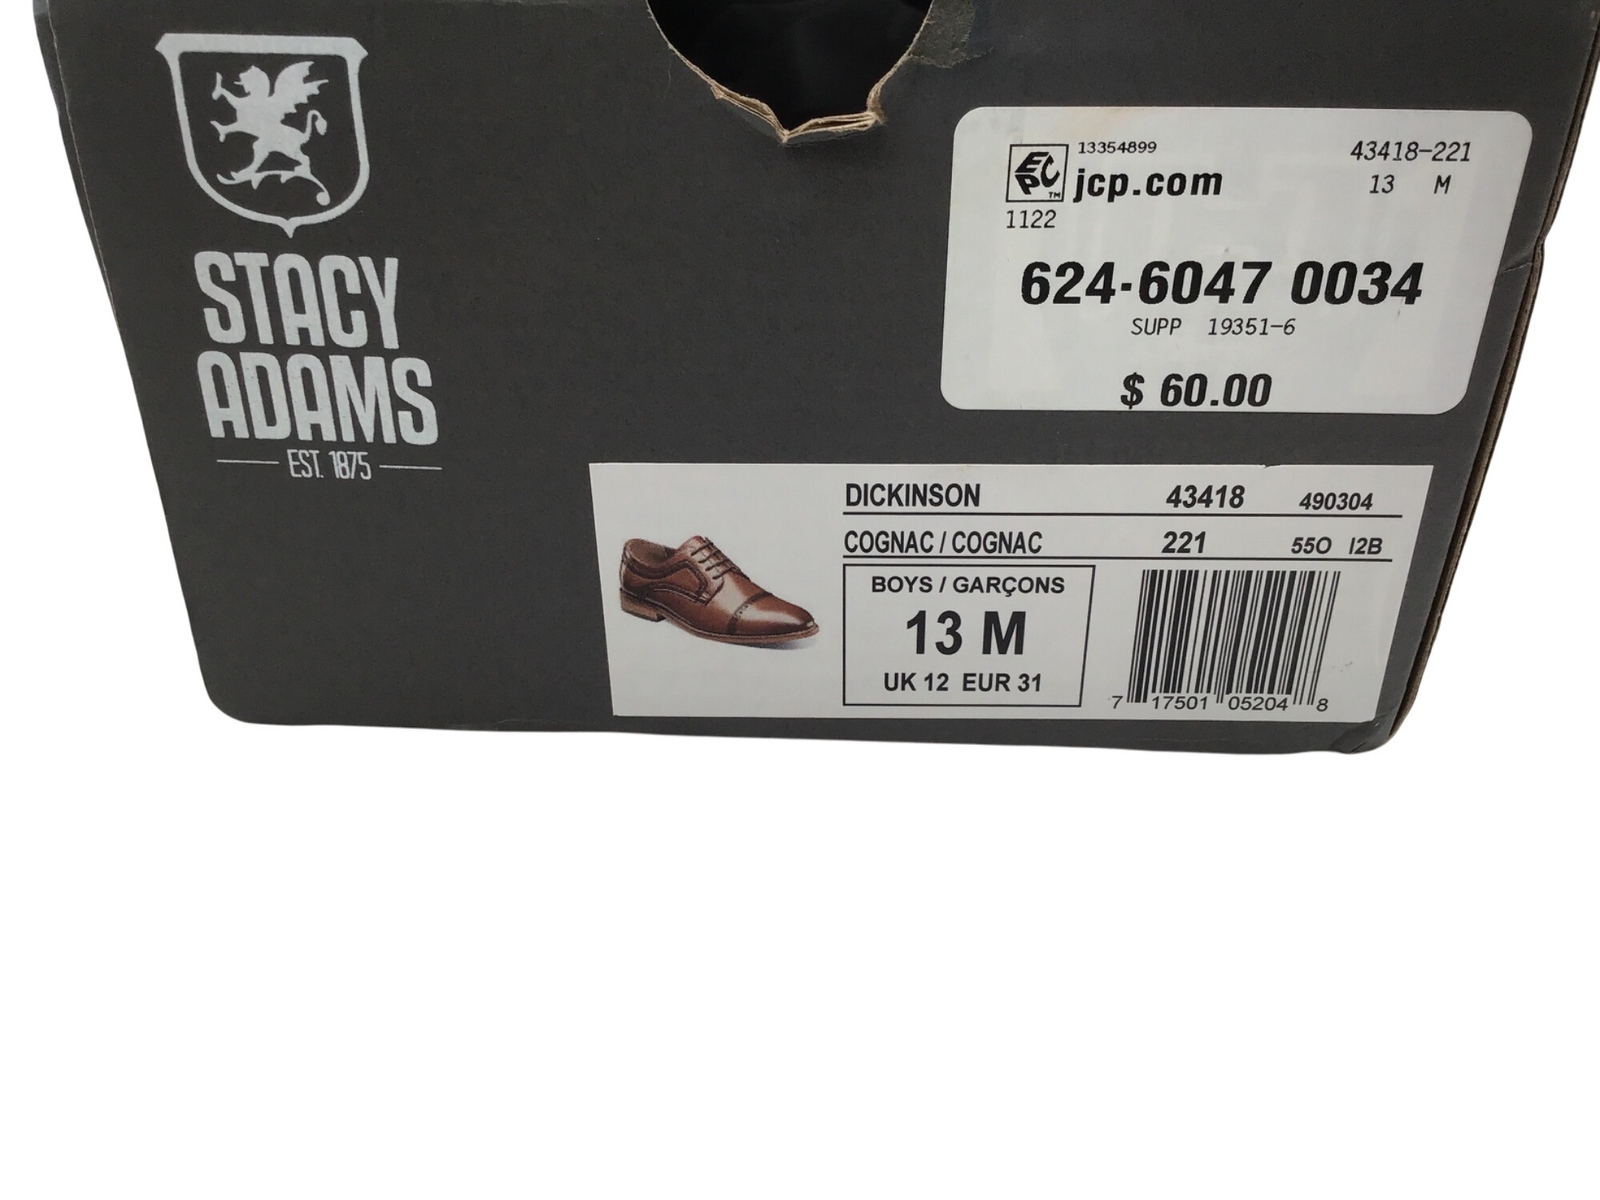 STACY
ADAMS
EST. 1875
ECPC™ 13354899 43418-221
jcp.com 13 M
1122
624-6047 0034
SUPP 19351-6
$ 60.00
DICKINSON 43418 490304
COGNAC / COGNAC 221 55O I2B
BOYS / GARÇONS
13 M
UK 12 EUR 31
7 17501 05204 8